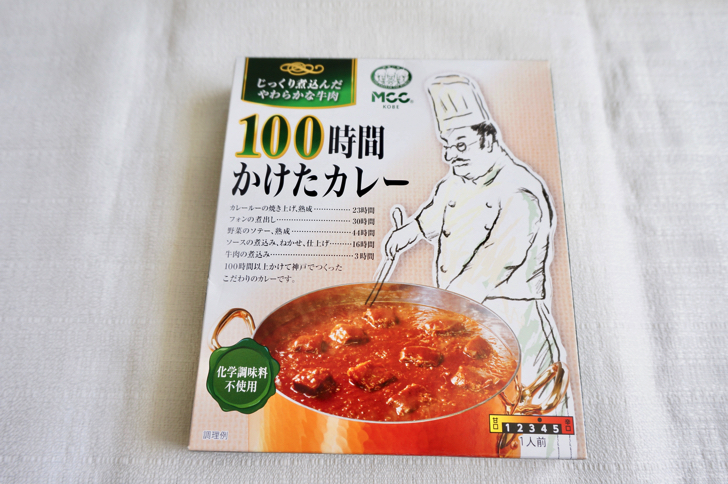 じっくり煮込んだ
やわらかな牛肉
MCC
KOBE
100時間
かけたカレー
カレールーの焼き上げ、熟成……………23時間
フォンの煮出し……………30時間
野菜のソテー、熟成……………44時間
ソースの煮込み、ねかせ、仕上げ………16時間
牛肉の煮込み……………3時間
100時間以上かけて神戸でつくった
こだわりのカレーです。
化学調味料
不使用
甘口 1 2 3 4 5
1人前
調理例